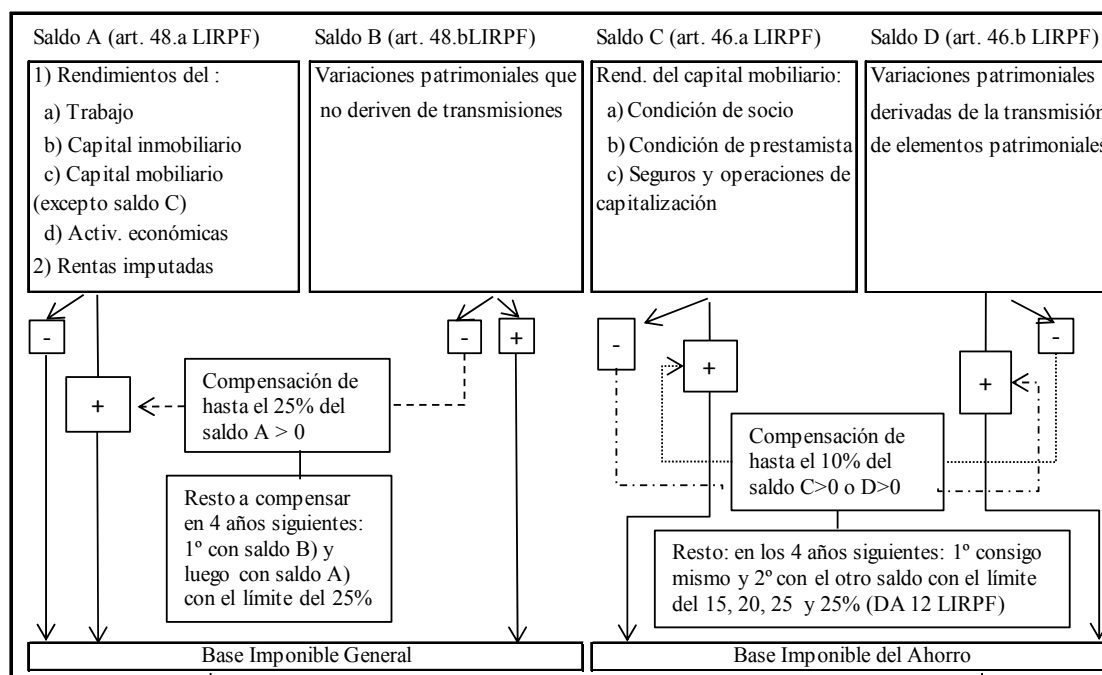 Saldo A (art. 48.a LIRPF)
1) Rendimientos del :
a) Trabajo
b) Capital inmobiliario
c) Capital mobiliario
(excepto saldo C)
d) Activ. económicas
2) Rentas imputadas
Saldo B (art. 48.bLIRPF)
Variaciones patrimoniales que
no deriven de transmisiones
Saldo C (art. 46.a LIRPF)
Rend. del capital mobiliario:
a) Condición de socio
b) Condición de prestamista
c) Seguros y operaciones de
capitalización
Saldo D (art. 46.b LIRPF)
Variaciones patrimoniales
derivadas de la transmisión
de elementos patrimoniales
-
+
-
+
-
+
+
-
Compensación de
hasta el 25% del
saldo A > 0
Resto a compensar
en 4 años siguientes:
1º con saldo B) y
luego con saldo A)
con el límite del 25%
Compensación de
hasta el 10% del
saldo C>0 o D>0
Resto: en los 4 años siguientes: 1º consigo
mismo y 2º con el otro saldo con el límite
del 15, 20, 25 y 25% (DA 12 LIRPF)
Base Imponible General
Base Imponible del Ahorro